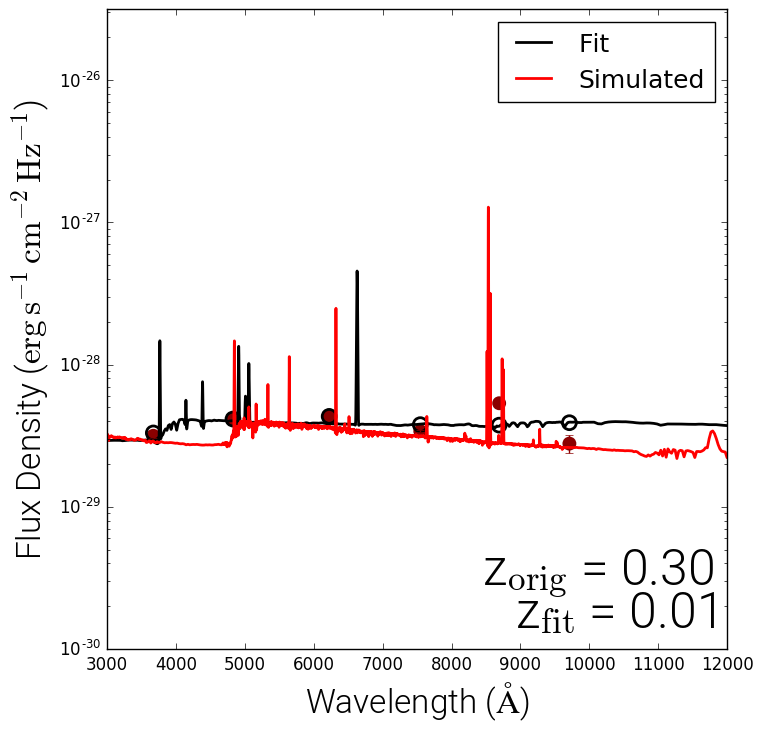 Fit
Simulated
10⁻²⁶
10⁻²⁷
10⁻²⁸
10⁻²⁹
10⁻³⁰
Flux Density (erg s⁻¹ cm⁻² Hz⁻¹)
z_orig = 0.30
z_fit = 0.01
3000 4000 5000 6000 7000 8000 9000 10000 11000 12000
Wavelength (Å)